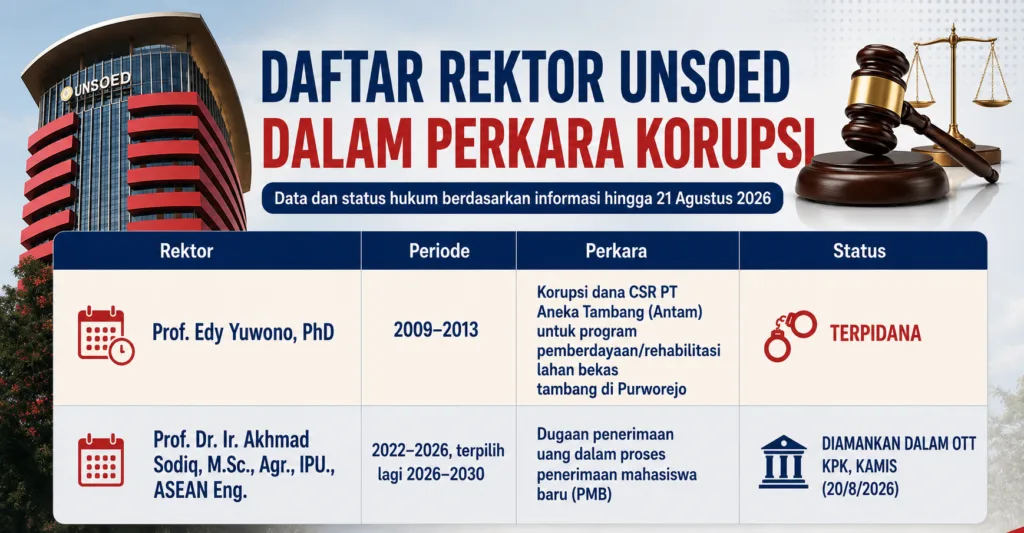 UNSOED
DAFTAR REKTOR UNSOED
DALAM PERKARA KORUPSI
Data dan status hukum berdasarkan informasi hingga 21 Agustus 2026
Rektor
Periode
Perkara
Status
Prof. Edy Yuwono, PhD
2009–2013
Korupsi dana CSR PT
Aneka Tambang (Antam)
untuk program
pemberdayaan/rehabilitasi
lahan bekas
tambang di Purworejo
TERPIDANA
Prof. Dr. Ir. Akhmad
Sodiq, M.Sc., Agr., IPU.,
ASEAN Eng.
2022–2026, terpilih
lagi 2026–2030
Dugaan penerimaan
uang dalam proses
penerimaan mahasiswa
baru (PMB)
DIAMANKAN DALAM OTT
KPK, KAMIS
(20/8/2026)